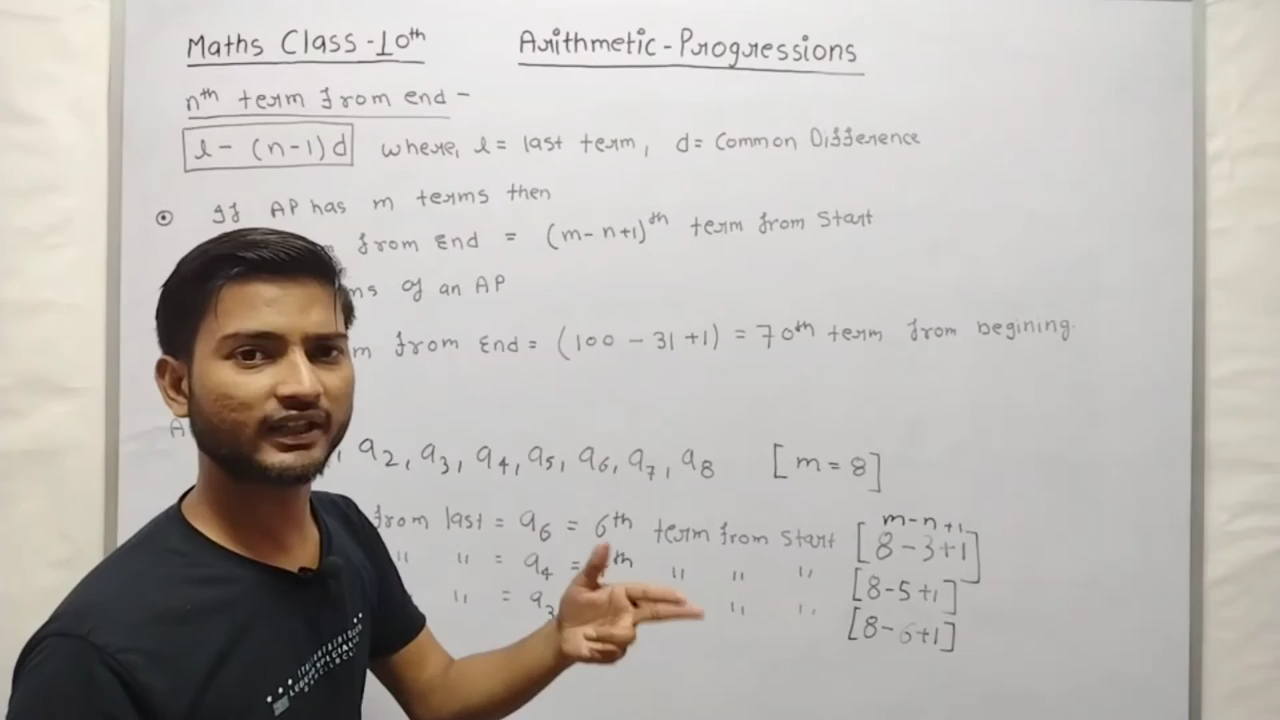 Maths Class-10th
Arithmetic-Progressions
nth term from end-
l- (n-1)d where, l= last term, d= Common Difference
If AP has m terms then
from End = (m-n+1)th term from Start
of an AP
from End = (100 - 31 +1) = 70th term from begining.
A
, a2, a3, a4, a5, a6, a7, a8 [m = 8]
m-n+1
from last = a6 = 6th term from start [8-3+1]
" " = a4 = th " " " [8-5+1]
" = a3 " " [8-6+1]